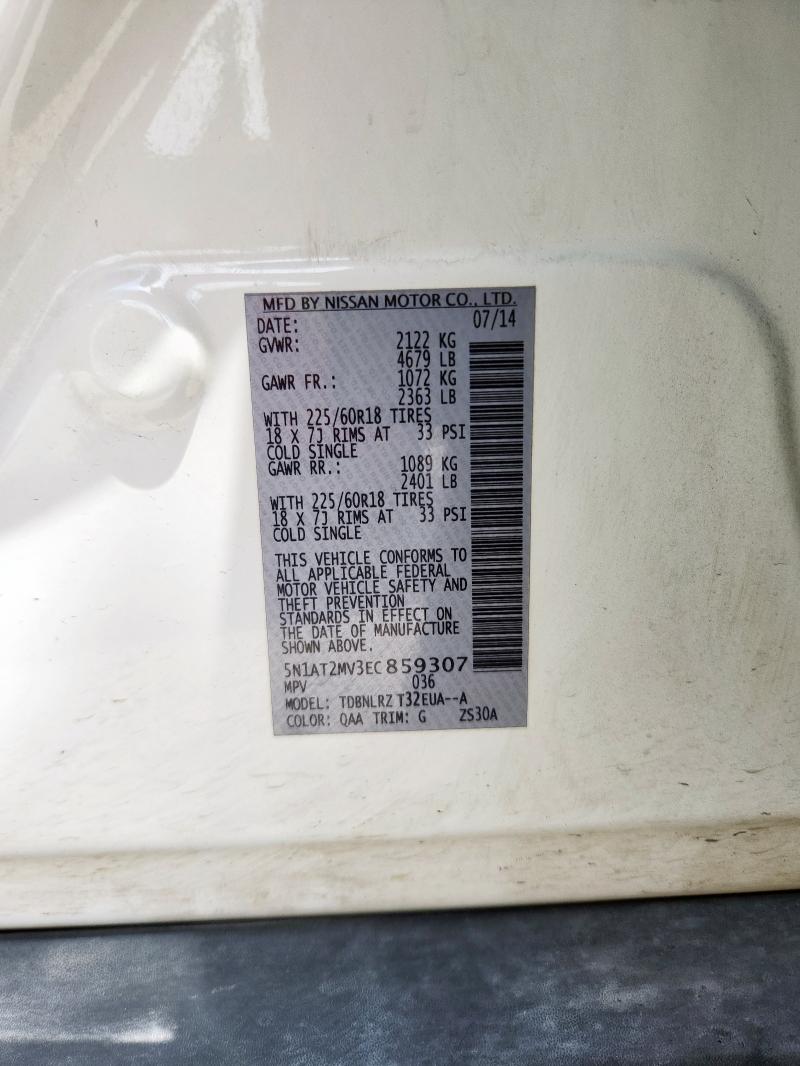 MFD BY NISSAN MOTOR CO., LTD.
DATE: 07/14
GVWR: 2122 KG
4679 LB
GAWR FR.: 1072 KG
2363 LB
WITH 225/60R18 TIRES
18 X 7J RIMS AT 33 PSI
COLD SINGLE
GAWR RR.: 1089 KG
2401 LB
WITH 225/60R18 TIRES
18 X 7J RIMS AT 33 PSI
COLD SINGLE
THIS VEHICLE CONFORMS TO
ALL APPLICABLE FEDERAL
MOTOR VEHICLE SAFETY AND
THEFT PREVENTION
STANDARDS IN EFFECT ON
THE DATE OF MANUFACTURE
SHOWN ABOVE.
5N1AT2MV3EC859307
MPV 036
MODEL: TDBNLRZ T32EUA--A
COLOR: QAA TRIM: G ZS30A